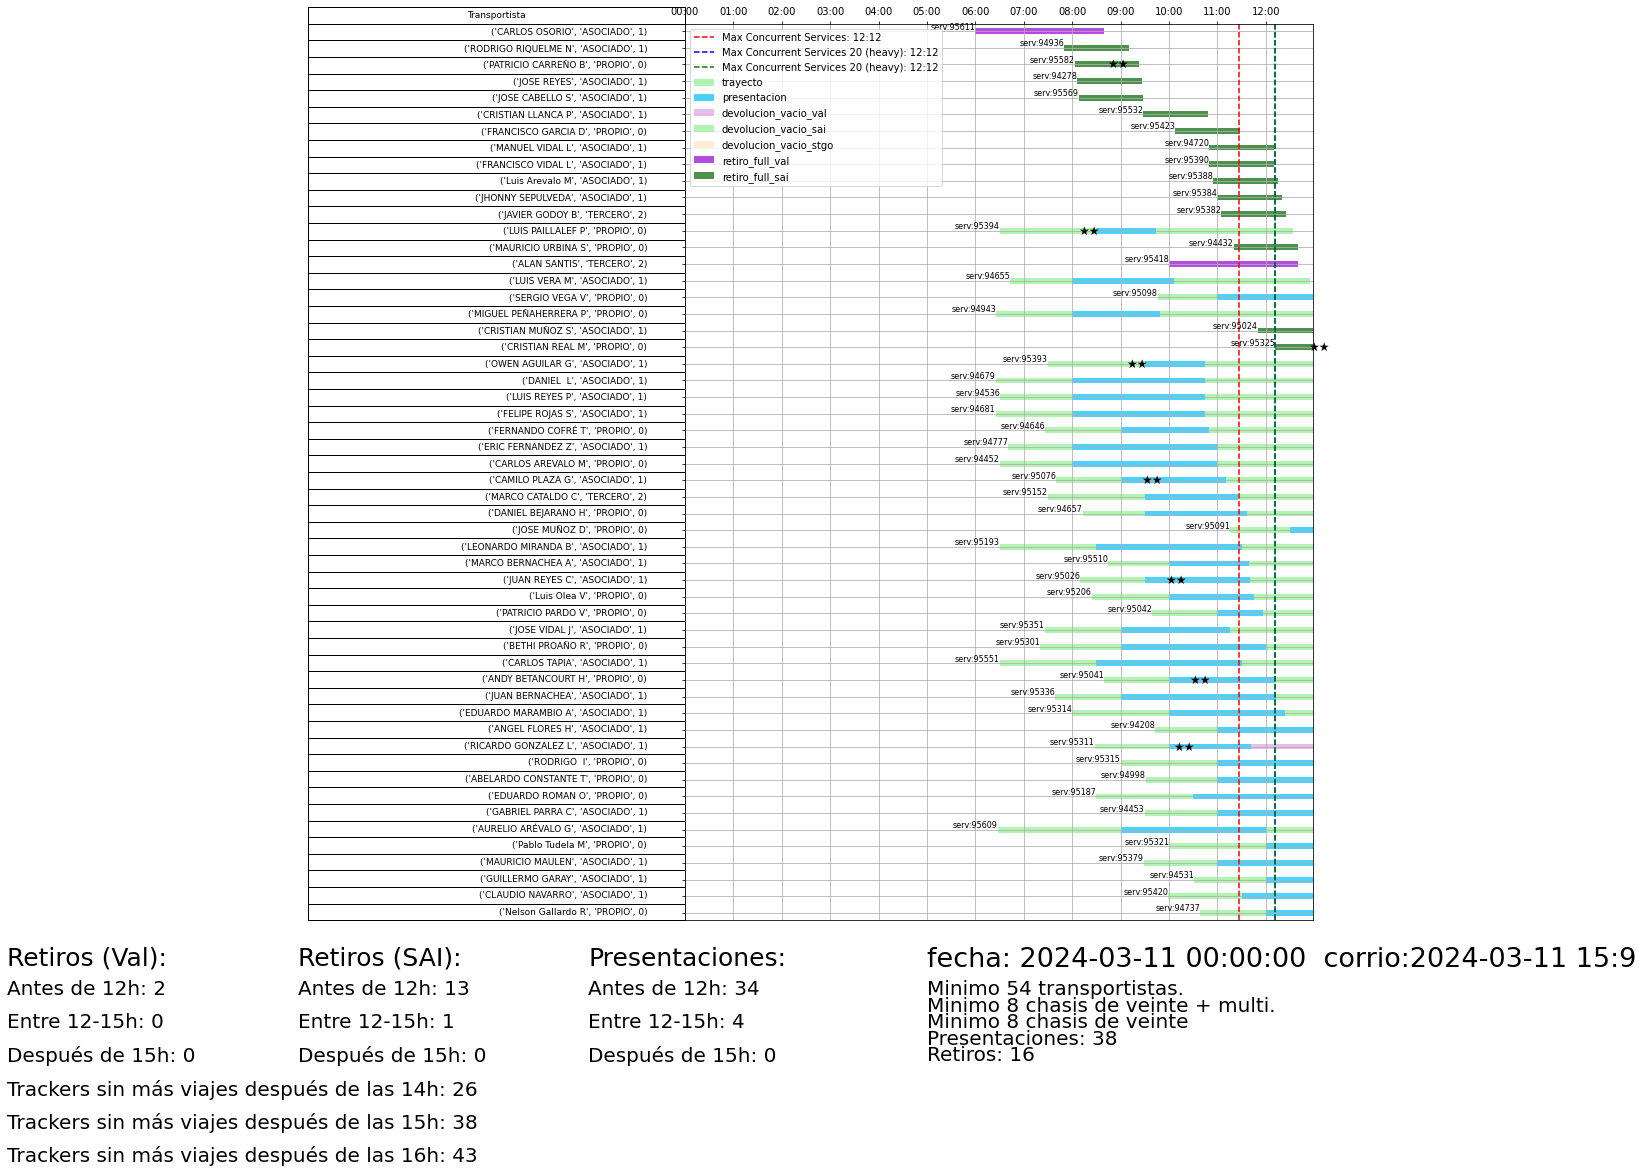 Transportista
00:00 01:00 02:00 03:00 04:00 05:00 06:00 07:00 08:00 09:00 10:00 11:00 12:00
Max Concurrent Services: 12:12
Max Concurrent Services 20 (heavy): 12:12
Max Concurrent Services 20 (heavy): 12:12
trayecto
presentacion
devolucion_vacio_val
devolucion_vacio_sai
devolucion_vacio_stgo
retiro_full_val
retiro_full_sai
('CARLOS OSORIO', 'ASOCIADO', 1) serv:95611
('RODRIGO RIQUELME N', 'ASOCIADO', 1) serv:94936
('PATRICIO CARREÑO B', 'PROPIO', 0) serv:95582 ★★
('JOSE REYES', 'ASOCIADO', 1) serv:94278
('JOSE CABELLO S', 'ASOCIADO', 1) serv:95569
('CRISTIAN LLANCA P', 'ASOCIADO', 1) serv:95532
('FRANCISCO GARCIA D', 'PROPIO', 0) serv:95423
('MANUEL VIDAL L', 'ASOCIADO', 1) serv:94720
('FRANCISCO VIDAL L', 'ASOCIADO', 1) serv:95390
('Luis Arevalo M', 'ASOCIADO', 1) serv:95388
('JHONNY SEPULVEDA', 'ASOCIADO', 1) serv:95384
('JAVIER GODOY B', 'TERCERO', 2) serv:95382
('LUIS PAILLALEF P', 'PROPIO', 0) serv:95394 ★★
('MAURICIO URBINA S', 'PROPIO', 0) serv:94432
('ALAN SANTIS', 'TERCERO', 2) serv:95418
('LUIS VERA M', 'ASOCIADO', 1) serv:94655
('SERGIO VEGA V', 'PROPIO', 0) serv:95098
('MIGUEL PEÑAHERRERA P', 'PROPIO', 0) serv:94943
('CRISTIAN MUÑOZ S', 'ASOCIADO', 1) serv:95024
('CRISTIAN REAL M', 'PROPIO', 0) serv:95325 ★★
('OWEN AGUILAR G', 'ASOCIADO', 1) serv:95393 ★★
('DANIEL  L', 'ASOCIADO', 1) serv:94679
('LUIS REYES P', 'ASOCIADO', 1) serv:94536
('FELIPE ROJAS S', 'ASOCIADO', 1) serv:94681
('FERNANDO COFRÉ T', 'PROPIO', 0) serv:94646
('ERIC FERNANDEZ Z', 'ASOCIADO', 1) serv:94777
('CARLOS AREVALO M', 'PROPIO', 0) serv:94452
('CAMILO PLAZA G', 'ASOCIADO', 1) serv:95076 ★★
('MARCO CATALDO C', 'TERCERO', 2) serv:95152
('DANIEL BEJARANO H', 'PROPIO', 0) serv:94657
('JOSE MUÑOZ D', 'PROPIO', 0) serv:95091
('LEONARDO MIRANDA B', 'ASOCIADO', 1) serv:95193
('MARCO BERNACHEA A', 'ASOCIADO', 1) serv:95510
('JUAN REYES C', 'ASOCIADO', 1) serv:95026 ★★
('Luis Olea V', 'PROPIO', 0) serv:95206
('PATRICIO PARDO V', 'PROPIO', 0) serv:95042
('JOSE VIDAL J', 'ASOCIADO', 1) serv:95351
('BETHI PROAÑO R', 'PROPIO', 0) serv:95301
('CARLOS TAPIA', 'ASOCIADO', 1) serv:95551
('ANDY BETANCOURT H', 'PROPIO', 0) serv:95041 ★★
('JUAN BERNACHEA', 'ASOCIADO', 1) serv:95336
('EDUARDO MARAMBIO A', 'ASOCIADO', 1) serv:95314
('ANGEL FLORES H', 'ASOCIADO', 1) serv:94208
('RICARDO GONZALEZ L', 'ASOCIADO', 1) serv:95311 ★★
('RODRIGO  I', 'PROPIO', 0) serv:95315
('ABELARDO CONSTANTE T', 'PROPIO', 0) serv:94998
('EDUARDO ROMAN O', 'PROPIO', 0) serv:95187
('GABRIEL PARRA C', 'ASOCIADO', 1) serv:94453
('AURELIO ARÉVALO G', 'ASOCIADO', 1) serv:95609
('Pablo Tudela M', 'PROPIO', 0) serv:95321
('MAURICIO MAULEN', 'ASOCIADO', 1) serv:95379
('GUILLERMO GARAY', 'ASOCIADO', 1) serv:94531
('CLAUDIO NAVARRO', 'ASOCIADO', 1) serv:95420
('Nelson Gallardo R', 'PROPIO', 0) serv:94737
Retiros (Val):
Antes de 12h: 2
Entre 12-15h: 0
Después de 15h: 0
Trackers sin más viajes después de las 14h: 26
Trackers sin más viajes después de las 15h: 38
Trackers sin más viajes después de las 16h: 43
Retiros (SAI):
Antes de 12h: 13
Entre 12-15h: 1
Después de 15h: 0
Presentaciones:
Antes de 12h: 34
Entre 12-15h: 4
Después de 15h: 0
fecha: 2024-03-11 00:00:00  corrio:2024-03-11 15:9
Minimo 54 transportistas.
Minimo 8 chasis de veinte + multi.
Minimo 8 chasis de veinte
Presentaciones: 38
Retiros: 16